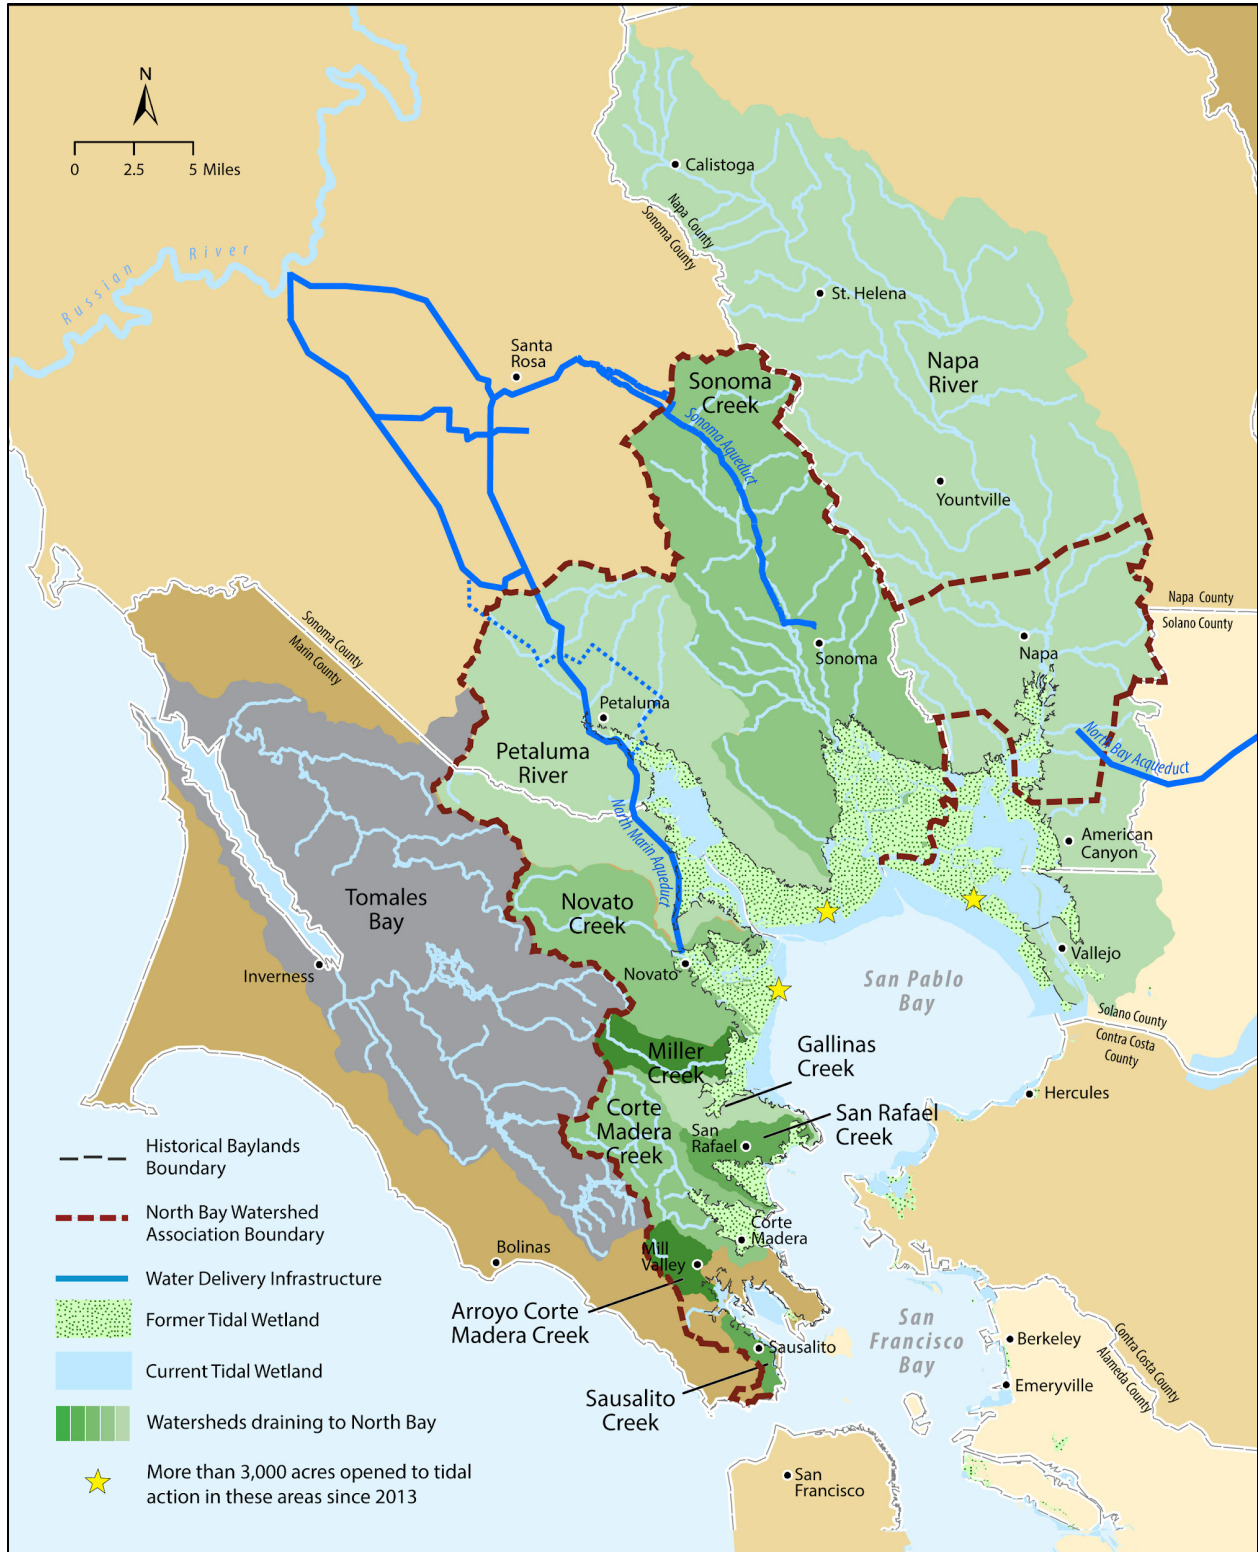 N
0 2.5 5 Miles
Calistoga
Napa County
Sonoma County
Russian River
St. Helena
Santa
Rosa
Napa
River
Sonoma
Creek
Sonoma Aqueduct
Yountville
Napa County
Solano County
Sonoma County
Marin County
Sonoma
Napa
Petaluma
Petaluma
River
North Bay Acqueduct
North Marin Aqueduct
American
Canyon
Tomales
Bay
Novato
Creek
Novato
Vallejo
Inverness
San Pablo
Bay
Solano County
Contra Costa
County
Miller
Creek
Gallinas
Creek
Hercules
Corte
Madera
Creek
San
Rafael
San Rafael
Creek
Historical Baylands
Boundary
North Bay Watershed
Association Boundary
Bolinas
Corte
Madera
Mill
Valley
Water Delivery Infrastructure
Former Tidal Wetland
Arroyo Corte
Madera Creek
San
Francisco
Bay
Berkeley
Contra Costa County
Alameda County
Sausalito
Current Tidal Wetland
Emeryville
Sausalito
Creek
Watersheds draining to North Bay
More than 3,000 acres opened to tidal
action in these areas since 2013
San
Francisco